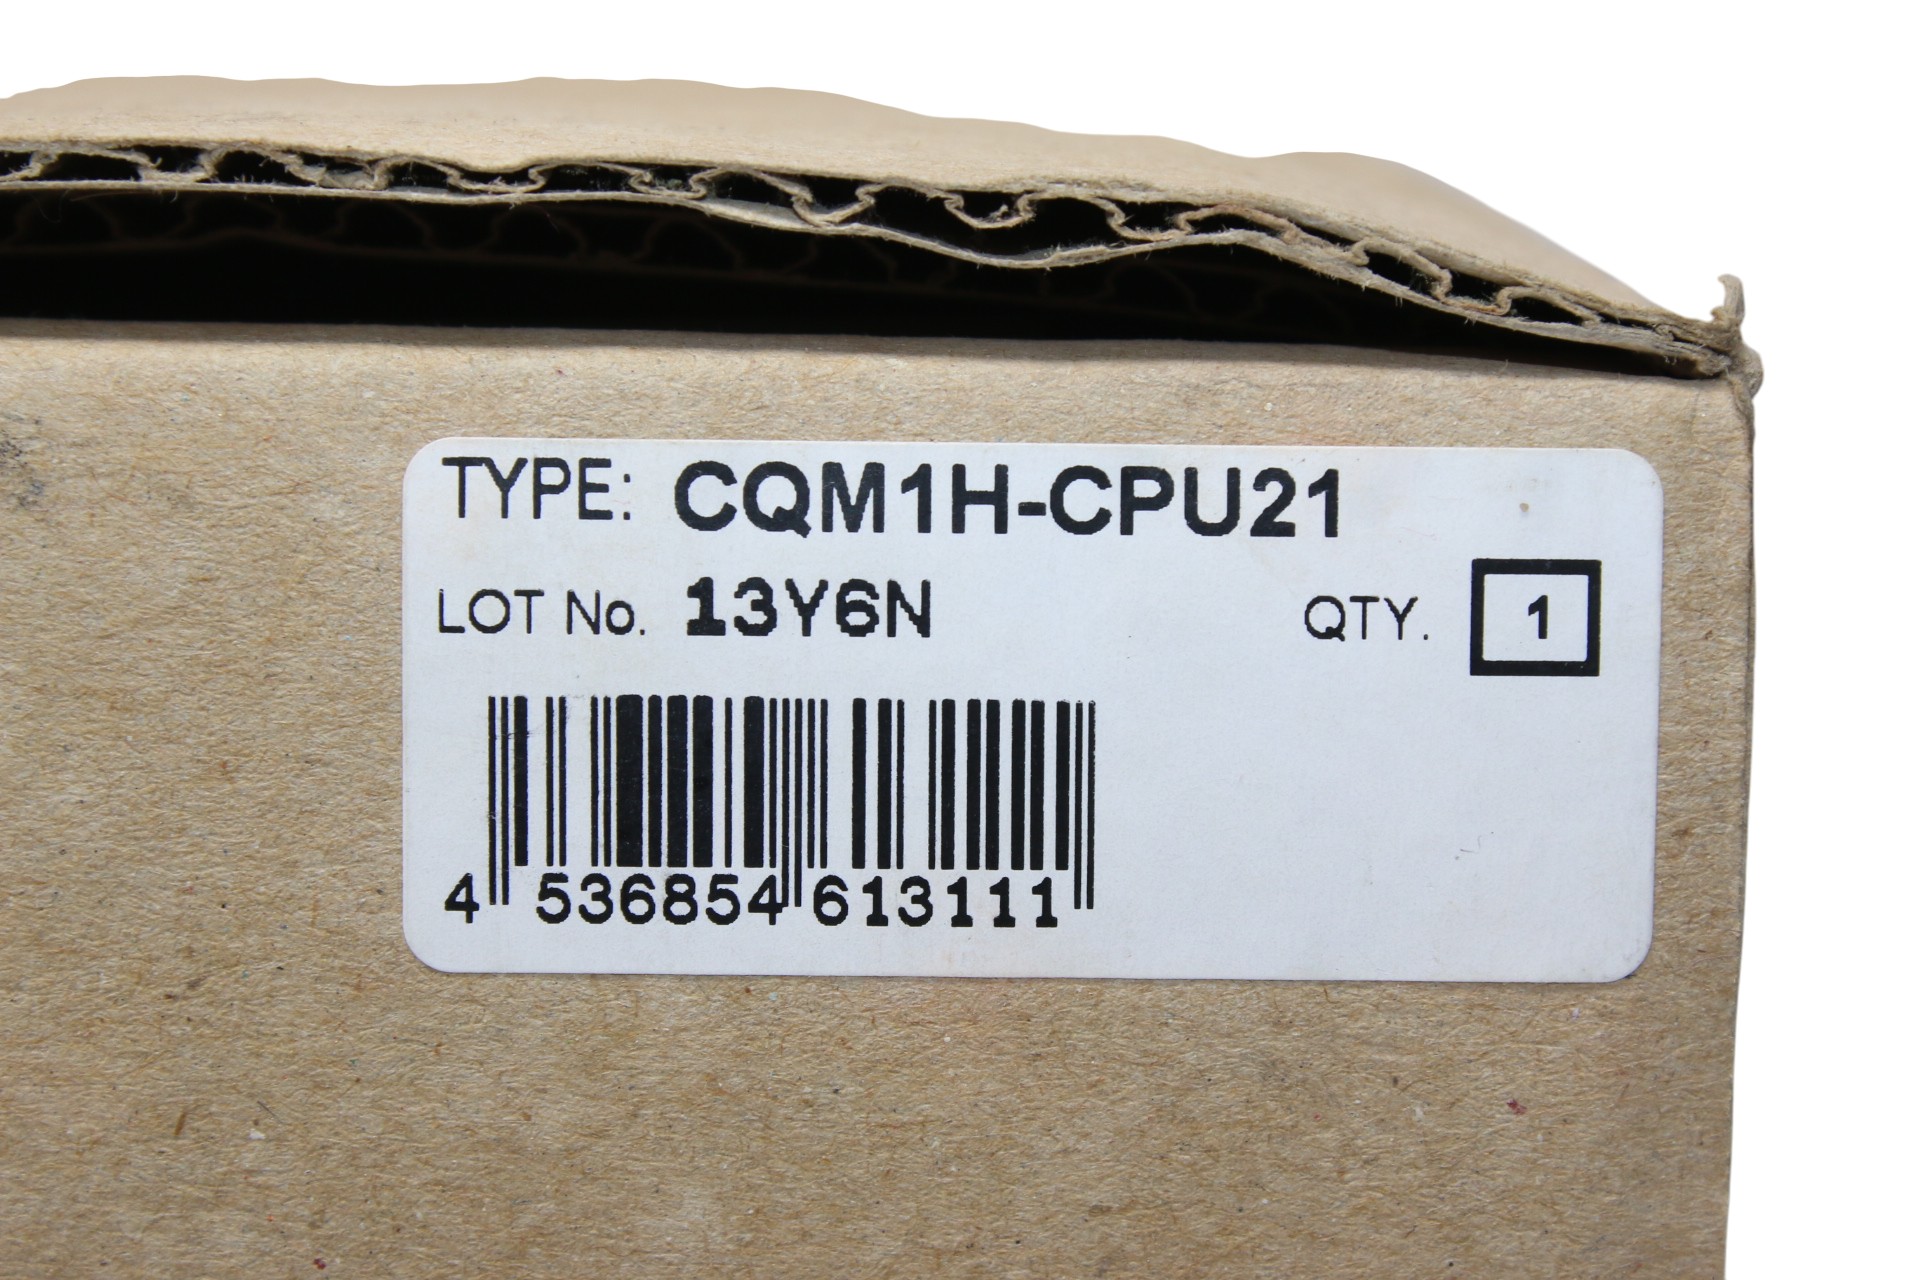 TYPE: CQM1H-CPU21
LOT No. 13Y6N QTY. 1
4 536854 613111